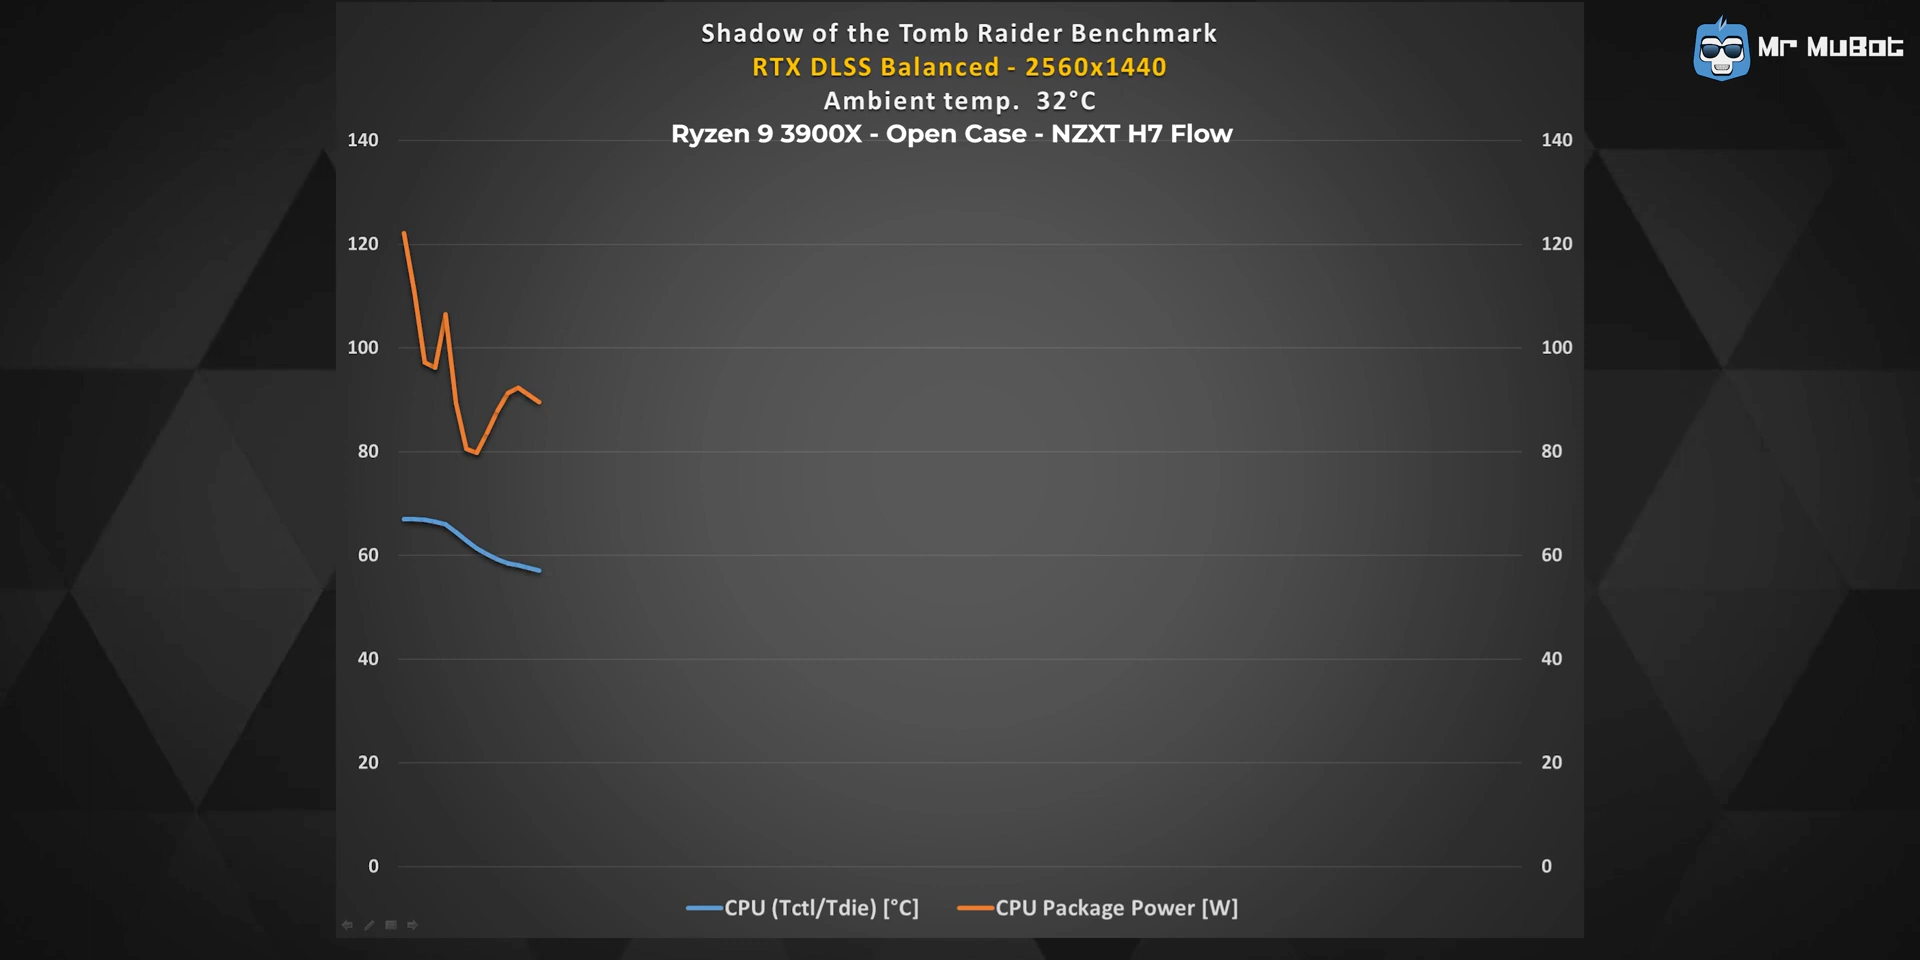 Shadow of the Tomb Raider Benchmark
RTX DLSS Balanced - 2560x1440
Ambient temp. 32°C
Ryzen 9 3900X - Open Case - NZXT H7 Flow
Mr MuBot
140 140
120 120
100 100
80 80
60 60
40 40
20 20
0 0
CPU (Tctl/Tdie) [°C] CPU Package Power [W]